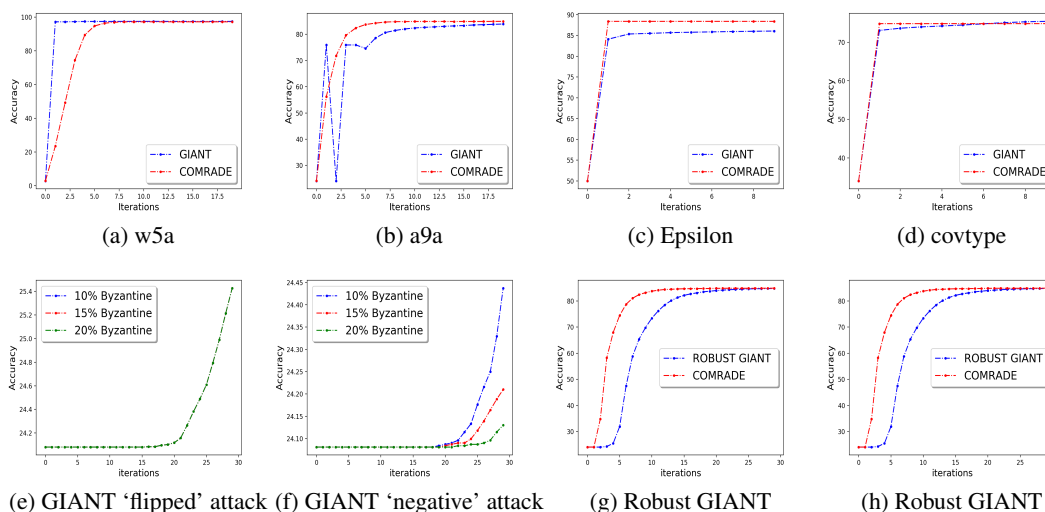 100
80
60
40
20
0
Accuracy
0.0 2.5 5.0 7.5 10.0 12.5 15.0 17.5
Iterations
GIANT
COMRADE
(a) w5a
80
70
60
50
40
30
Accuracy
0.0 2.5 5.0 7.5 10.0 12.5 15.0 17.5
Iterations
GIANT
COMRADE
(b) a9a
90
85
80
75
70
65
60
55
50
Accuracy
0 2 4 6 8
Iterations
GIANT
COMRADE
(c) Epsilon
70
60
50
40
Accuracy
0 2 4 6 8
Iterations
GIANT
COMRADE
(d) covtype
25.4
25.2
25.0
24.8
24.6
24.4
24.2
Accuracy
0 5 10 15 20 25 30
iterations
10% Byzantine
15% Byzantine
20% Byzantine
(e) GIANT ‘flipped’ attack
24.45
24.40
24.35
24.30
24.25
24.20
24.15
24.10
Accuracy
0 5 10 15 20 25 30
iterations
10% Byzantine
15% Byzantine
20% Byzantine
(f) GIANT ‘negative’ attack
80
70
60
50
40
30
Accuracy
0 5 10 15 20 25 30
iterations
ROBUST GIANT
COMRADE
(g) Robust GIANT
80
70
60
50
40
30
Accuracy
0 5 10 15 20 25
iterations
ROBUST GIANT
COMRADE
(h) Robust GIANT